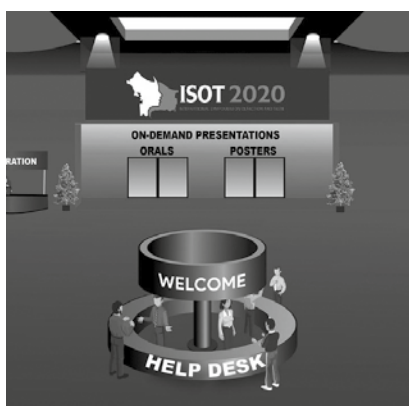 ISOT 2020
ON-DEMAND PRESENTATIONS
ORALS POSTERS
RATION
WELCOME
HELP DESK